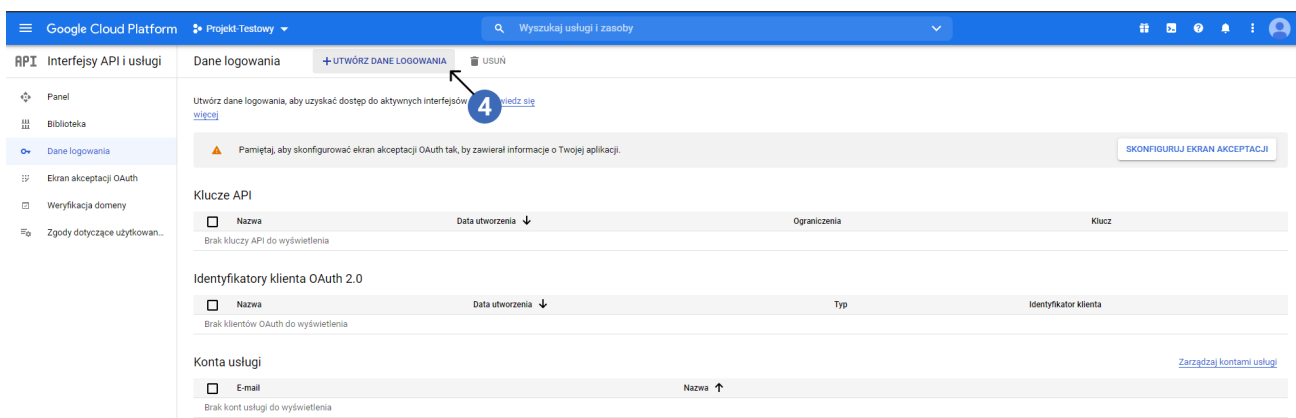 Google Cloud Platform Projekt-Testowy Wyszukaj usługi i zasoby
API Interfejsy API i usługi Dane logowania + UTWÓRZ DANE LOGOWANIA USUŃ
Panel
Biblioteka
Dane logowania
Ekran akceptacji OAuth
Weryfikacja domeny
Zgody dotyczące użytkowan...
4
Utwórz dane logowania, aby uzyskać dostęp do aktywnych interfejsów się
więcej
Pamiętaj, aby skonfigurować ekran akceptacji OAuth tak, by zawierał informacje o Twojej aplikacji. SKONFIGURUJ EKRAN AKCEPTACJI
Klucze API
Nazwa Data utworzenia Ograniczenia Klucz
Brak kluczy API do wyświetlenia
Identyfikatory klienta OAuth 2.0
Nazwa Data utworzenia Typ Identyfikator klienta
Brak klientów OAuth do wyświetlenia
Konta usługi Zarządzaj kontami usługi
E-mail Nazwa
Brak kont usługi do wyświetlenia